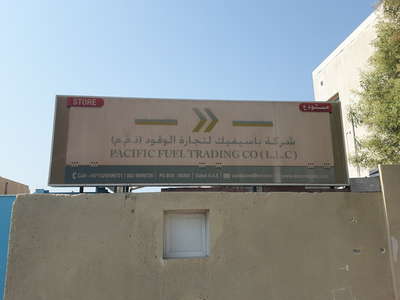 STORE
مستودع
شركة باسيفيك لتجارة الوقود (ذ.م.م)
PACIFIC FUEL TRADING CO (L.L.C)